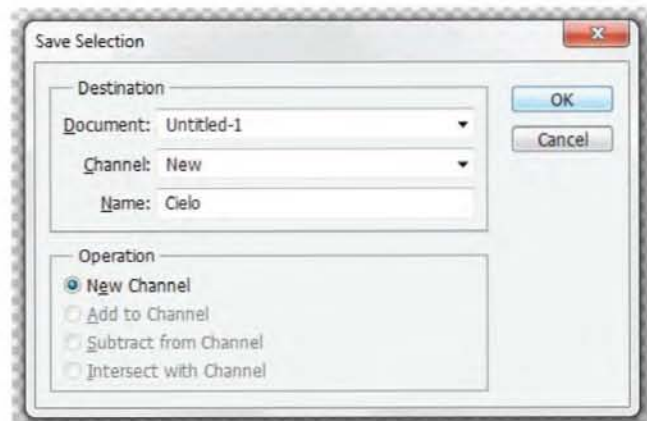 Save Selection
Destination
Document: Untitled-1
Channel: New
Name: Cielo
OK
Cancel
Operation
New Channel
Add to Channel
Subtract from Channel
Intersect with Channel